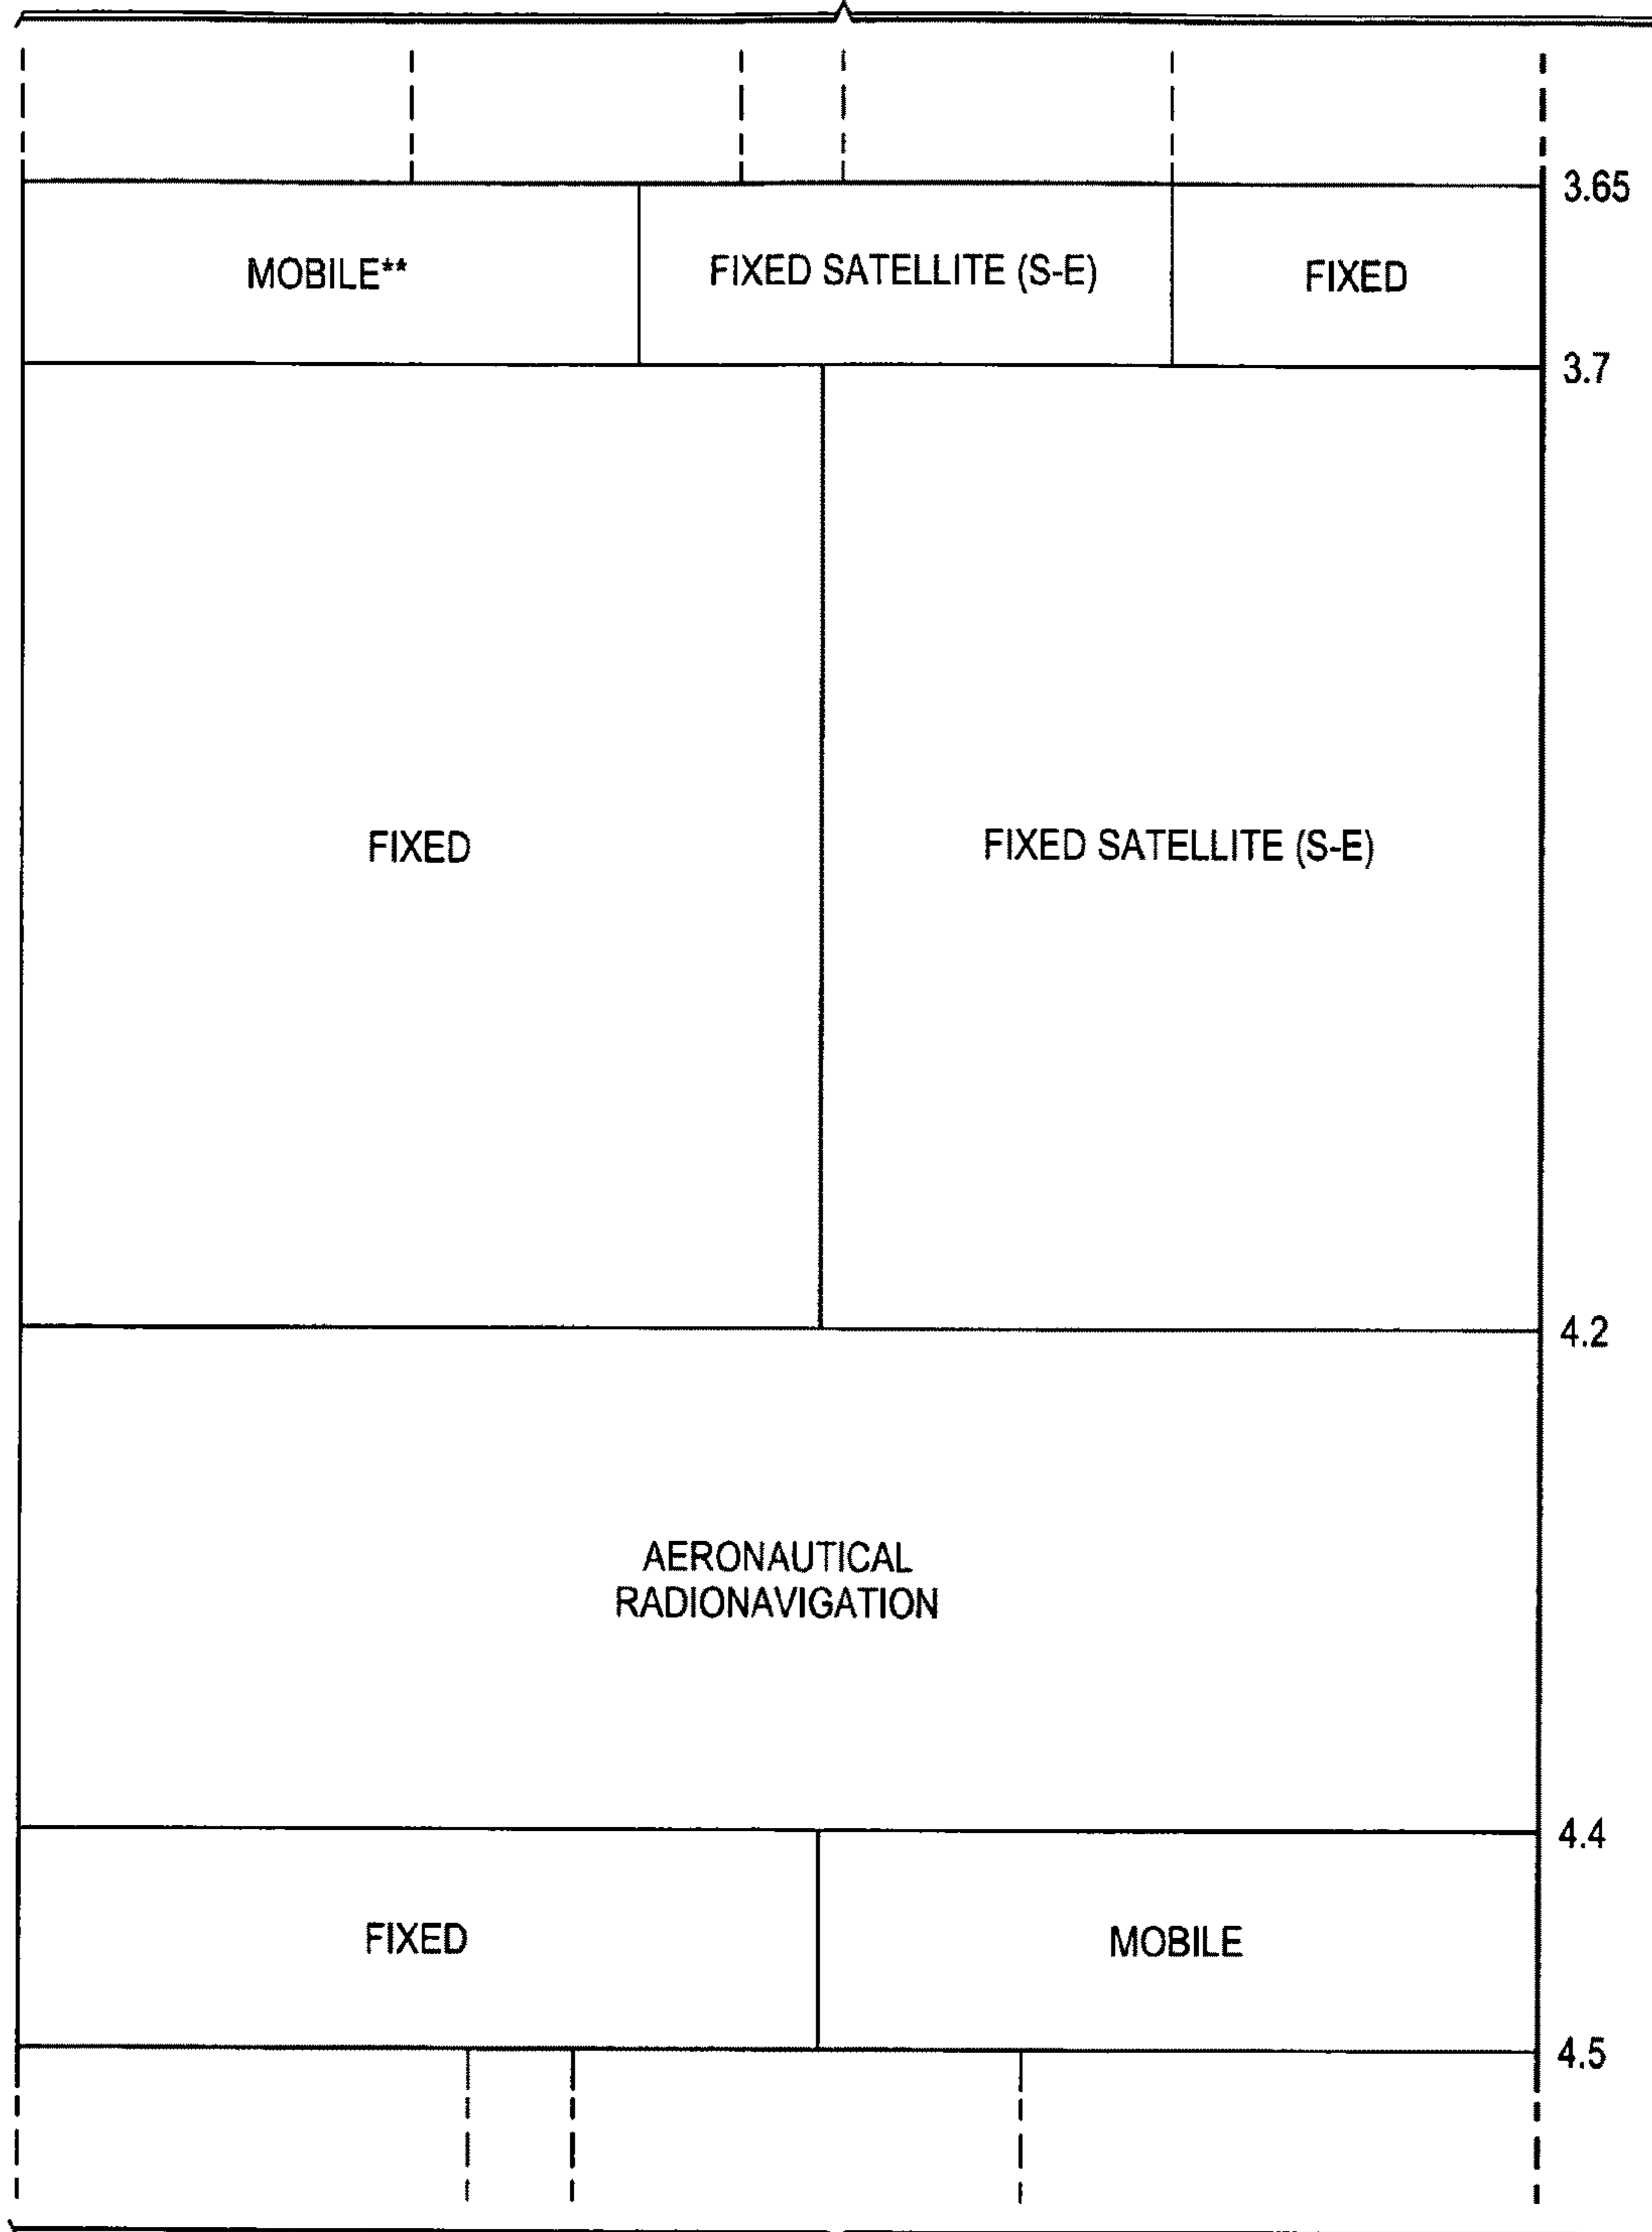 3.65
MOBILE**
FIXED SATELLITE (S-E)
FIXED
3.7
FIXED
FIXED SATELLITE (S-E)
4.2
AERONAUTICAL
RADIONAVIGATION
4.4
FIXED
MOBILE
4.5